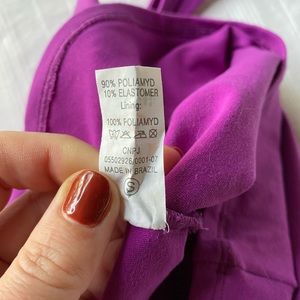 90% POLIAMYD
10% ELASTOMER
Lining:
100% POLIAMYD
CNPJ
05502926/0001-07
MADE IN BRAZIL
S